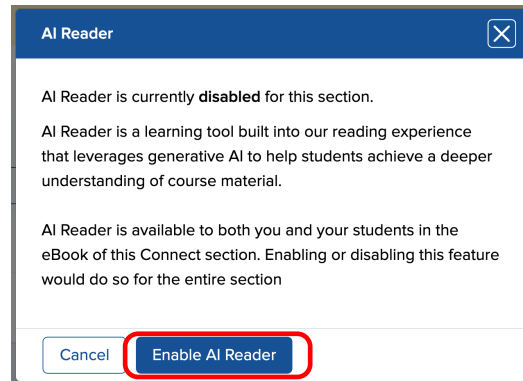 AI Reader
AI Reader is currently disabled for this section.
AI Reader is a learning tool built into our reading experience
that leverages generative AI to help students achieve a deeper
understanding of course material.
AI Reader is available to both you and your students in the
eBook of this Connect section. Enabling or disabling this feature
would do so for the entire section
Cancel
Enable AI Reader